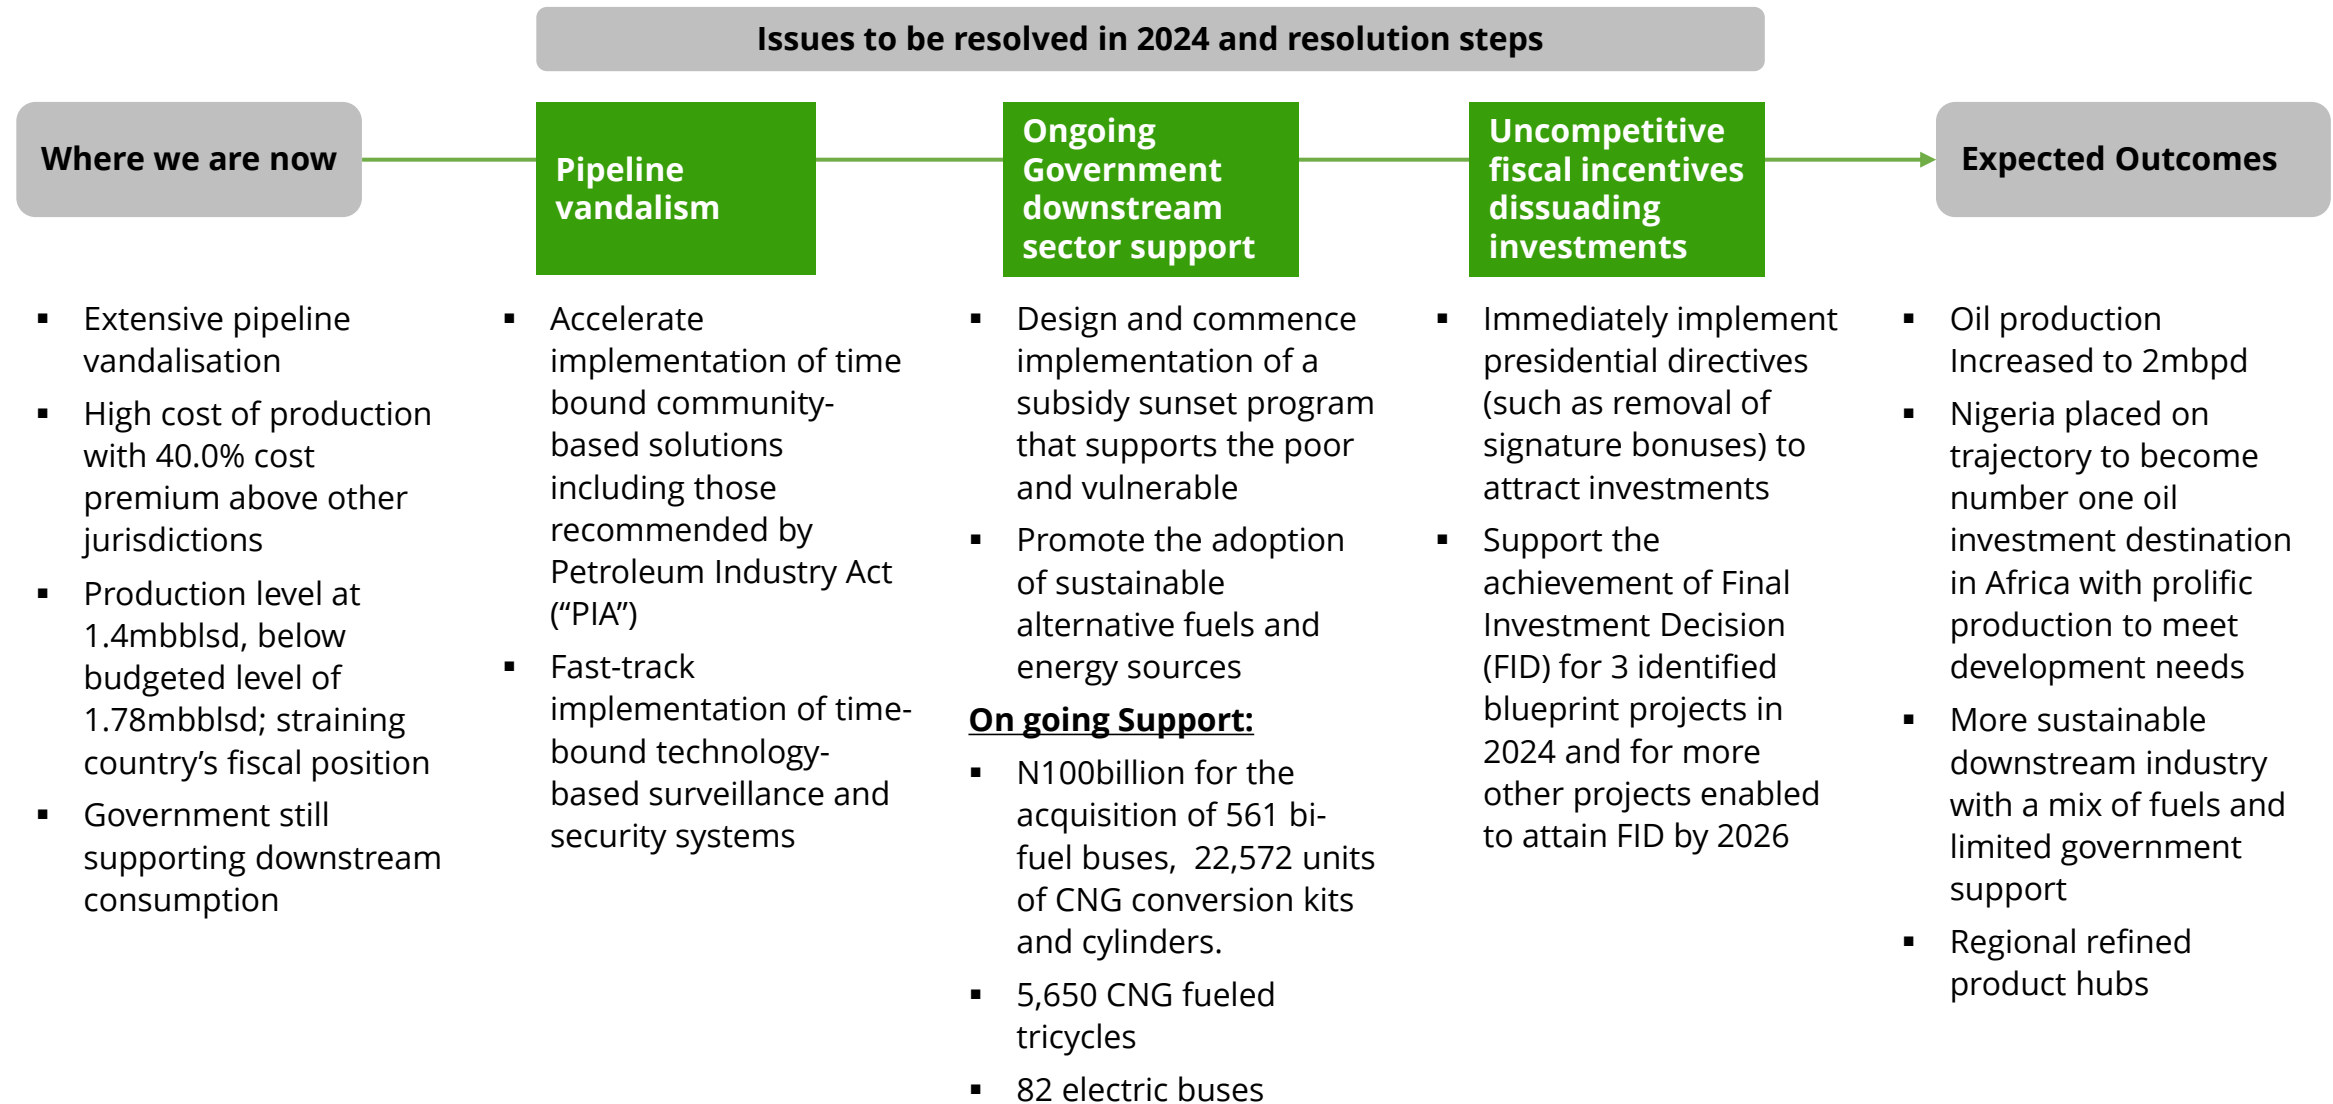 Issues to be resolved in 2024 and resolution steps
Where we are now
Pipeline
vandalism
Ongoing
Government
downstream
sector support
Uncompetitive
fiscal incentives
dissuading
investments
Expected Outcomes
▪ Extensive pipeline
vandalisation
▪ High cost of production
with 40.0% cost
premium above other
jurisdictions
▪ Production level at
1.4mbblsd, below
budgeted level of
1.78mbblsd; straining
country’s fiscal position
▪ Government still
supporting downstream
consumption
▪ Accelerate
implementation of time
bound community-
based solutions
including those
recommended by
Petroleum Industry Act
(“PIA”)
▪ Fast-track
implementation of time-
bound technology-
based surveillance and
security systems
▪ Design and commence
implementation of a
subsidy sunset program
that supports the poor
and vulnerable
▪ Promote the adoption
of sustainable
alternative fuels and
energy sources
On going Support:
▪ N100billion for the
acquisition of 561 bi-
fuel buses,  22,572 units
of CNG conversion kits
and cylinders.
▪ 5,650 CNG fueled
tricycles
▪ 82 electric buses
▪ Immediately implement
presidential directives
(such as removal of
signature bonuses) to
attract investments
▪ Support the
achievement of Final
Investment Decision
(FID) for 3 identified
blueprint projects in
2024 and for more
other projects enabled
to attain FID by 2026
▪ Oil production
Increased to 2mbpd
▪ Nigeria placed on
trajectory to become
number one oil
investment destination
in Africa with prolific
production to meet
development needs
▪ More sustainable
downstream industry
with a mix of fuels and
limited government
support
▪ Regional refined
product hubs